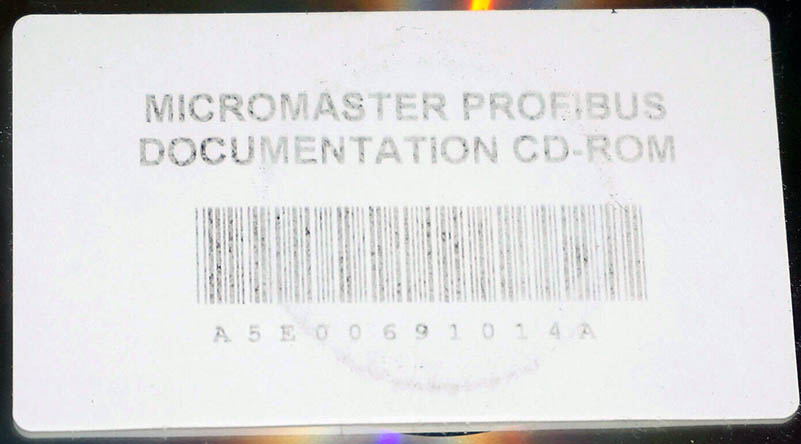 MICROMASTER PROFIBUS
DOCUMENTATION CD-ROM
A5E00691014A